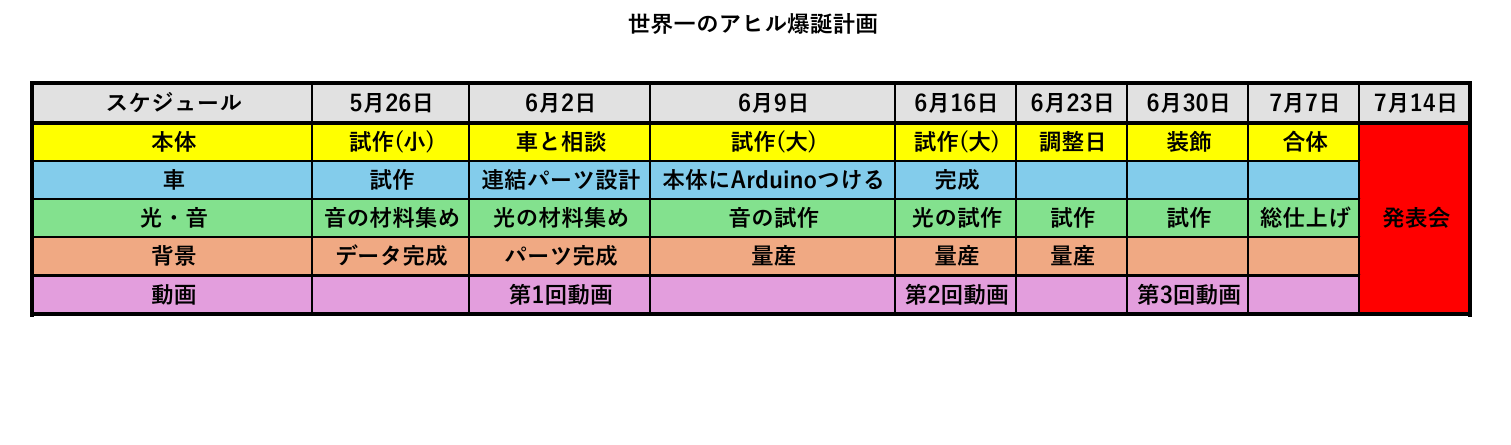 世界一のアヒル爆誕計画
スケジュール 5月26日 6月2日 6月9日 6月16日 6月23日 6月30日 7月7日 7月14日
本体 試作(小) 車と相談 試作(大) 試作(大) 調整日 装飾 合体
車 試作 連結パーツ設計 本体にArduinoつける 完成
光・音 音の材料集め 光の材料集め 音の試作 光の試作 試作 試作 総仕上げ 発表会
背景 データ完成 パーツ完成 量産 量産 量産
動画 第1回動画 第2回動画 第3回動画